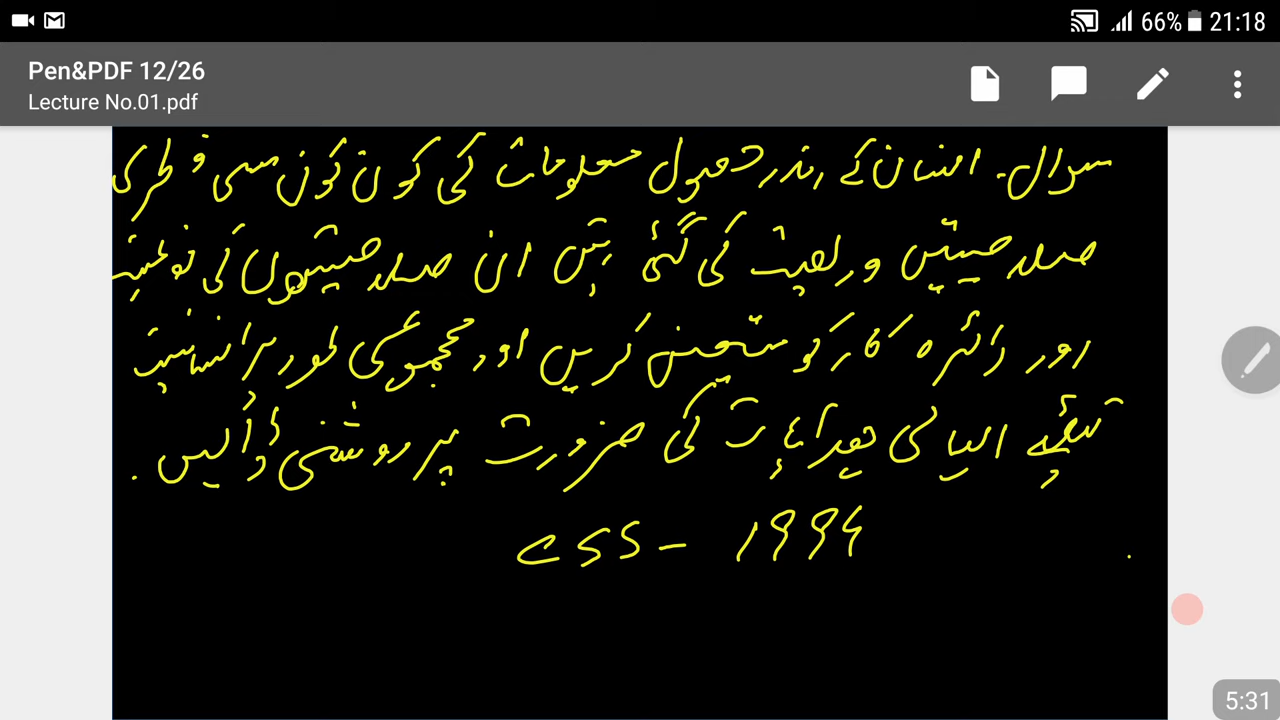 66% 21:18
Pen&PDF 12/26
Lecture No.01.pdf
سوال۔ انسان کے اندر حصول معلومات کی کون کون سی فطری
صلاحیتیں ودیعت کی گئی ہیں ان صلاحیتوں کی نوعیت
اور دائرہ کار کو متعین کریں اور مجموعی طور پر انسانیت
کیلئے الہامی ہدایات کی ضرورت پر روشنی ڈالیں۔
CSS - ۱۹۹۴
5:31